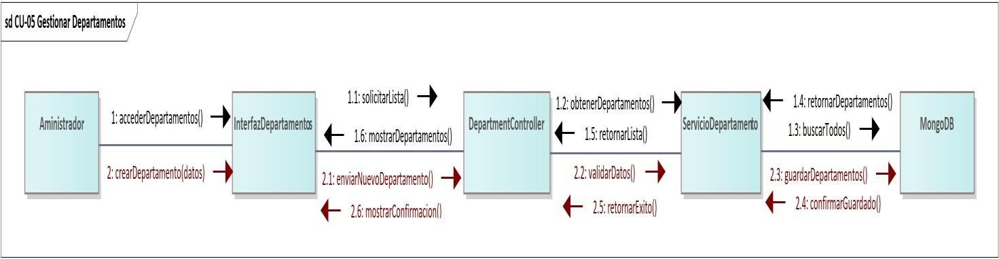 sd CU-05 Gestionar Departamentos
Aministrador
1: accederDepartamentos()
2: crearDepartamento(datos)
InterfazDepartamentos
1.1: solicitarLista()
1.6: mostrarDepartamentos()
2.1: enviarNuevoDepartamento()
2.6: mostrarConfirmacion()
DepartmentController
1.2: obtenerDepartamentos()
1.5: retornarLista()
2.2: validarDatos()
2.5: retornarExito()
ServicioDepartamento
1.4: retornarDepartamentos()
1.3: buscarTodos()
2.3: guardarDepartamentos()
2.4: confirmarGuardado()
MongoDB